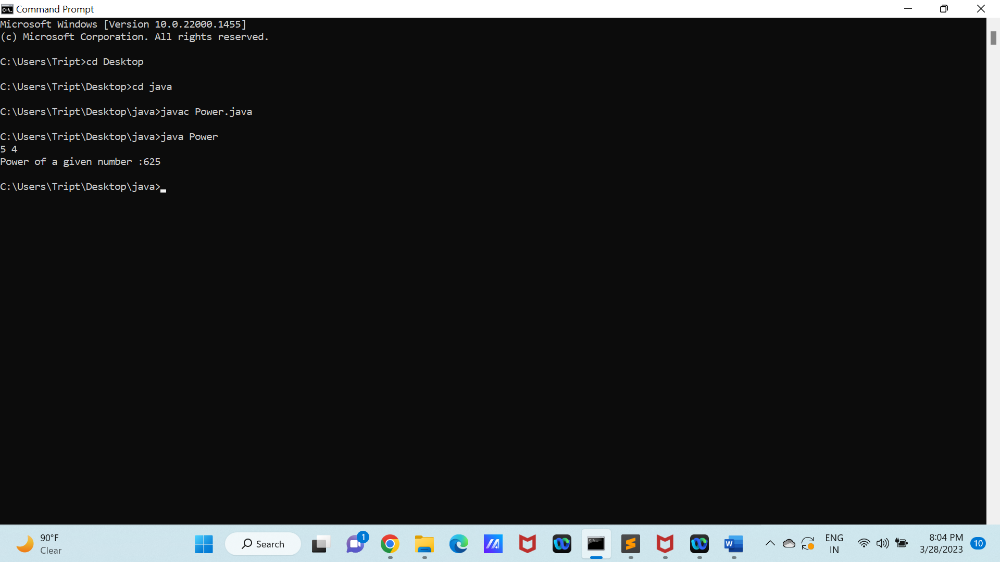 Command Prompt
Microsoft Windows [Version 10.0.22000.1455]
(c) Microsoft Corporation. All rights reserved.
C:\Users\Tript>cd Desktop
C:\Users\Tript\Desktop>cd java
C:\Users\Tript\Desktop\java>javac Power.java
C:\Users\Tript\Desktop\java>java Power
5 4
Power of a given number :625
C:\Users\Tript\Desktop\java>
90°F
Clear
Search
1
W
ENG
IN
8:04 PM
3/28/2023
10